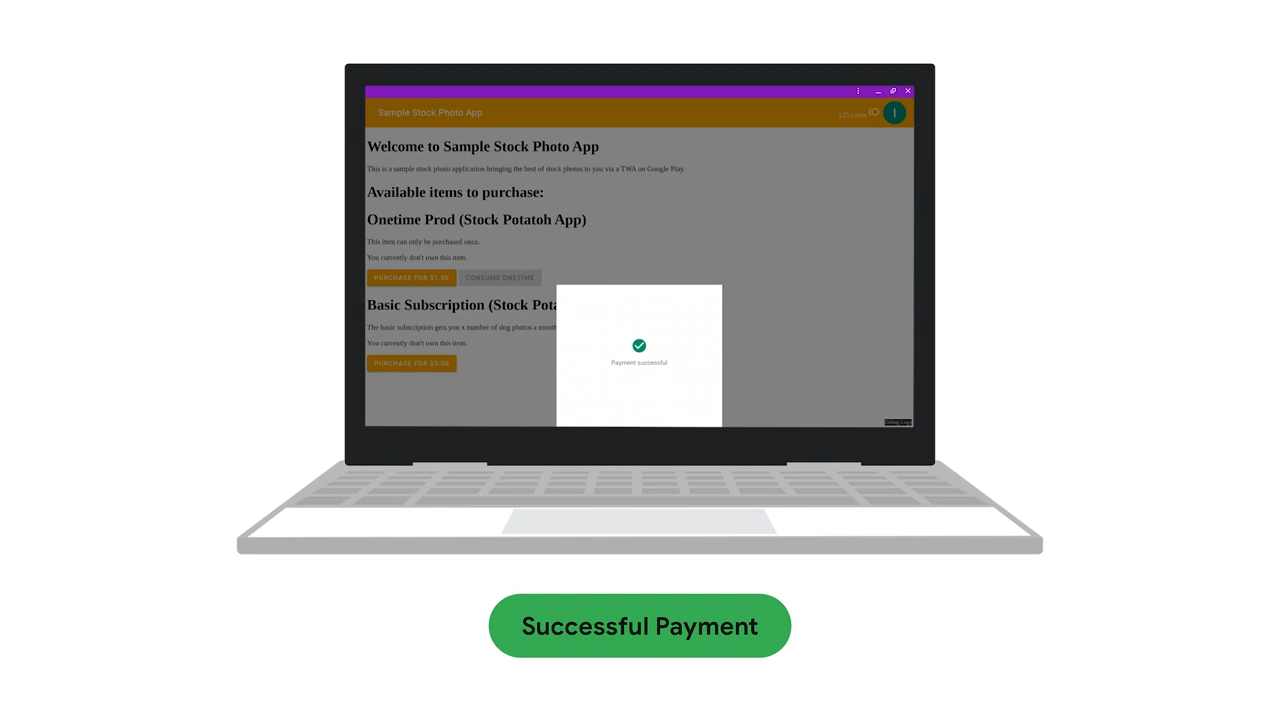 Sample Stock Photo App
125 coins
I
Welcome to Sample Stock Photo App
This is a sample stock photo application bringing the best of stock photos to you via a TWA on Google Play.
Available items to purchase:
Onetime Prod (Stock Potatoh App)
This item can only be purchased once.
You currently don't own this item.
PURCHASE FOR $1.00 CONSUME ONETIME
Basic Subscription (Stock Pota
The basic subscription gets you x number of dog photos a month
You currently don't own this item.
PURCHASE FOR $5.00
Payment successful
Debug Logs
Successful Payment